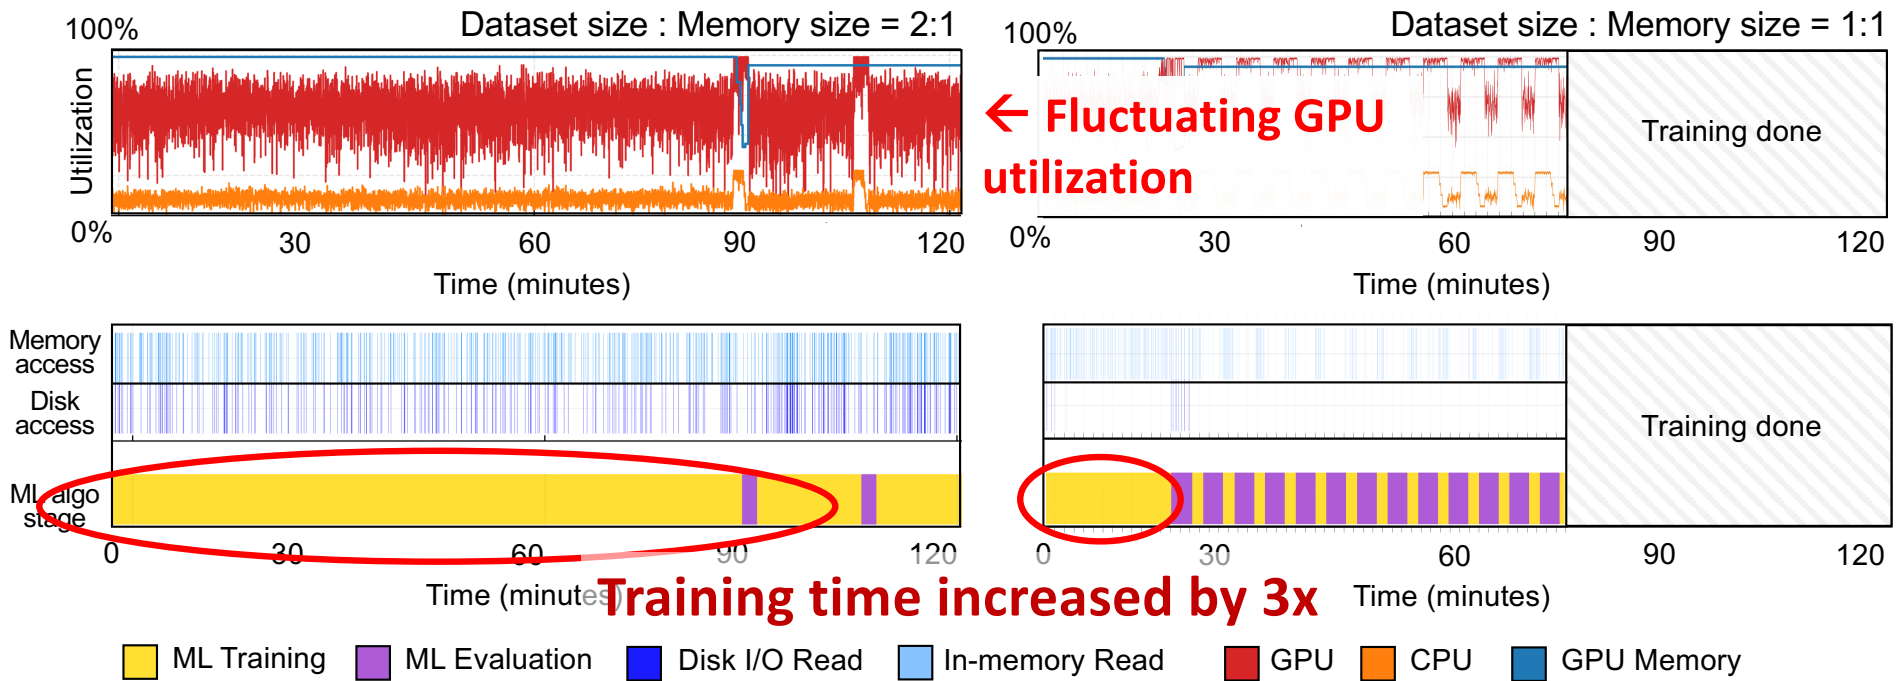 Dataset size : Memory size = 2:1
100%
Utilization
0%
30
60
90
120
Time (minutes)
Dataset size : Memory size = 1:1
100%
← Fluctuating GPU
utilization
Training done
0%
30
60
90
120
Time (minutes)
Memory
access
Disk
access
ML algo
stage
0
30
60
90
120
Time (minutes)
Training done
0
30
60
90
120
Time (minutes)
Training time increased by 3x
ML Training
ML Evaluation
Disk I/O Read
In-memory Read
GPU
CPU
GPU Memory